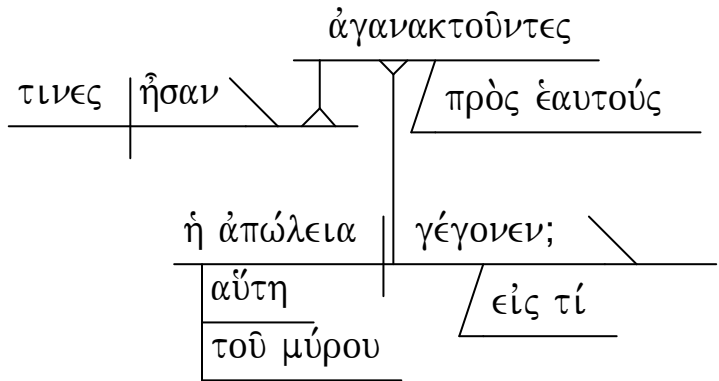 ἀγανακτοῦντες
τινες ἦσαν
πρὸς ἑαυτούς
ἡ ἀπώλεια γέγονεν;
αὕτη
εἰς τί
τοῦ μύρου